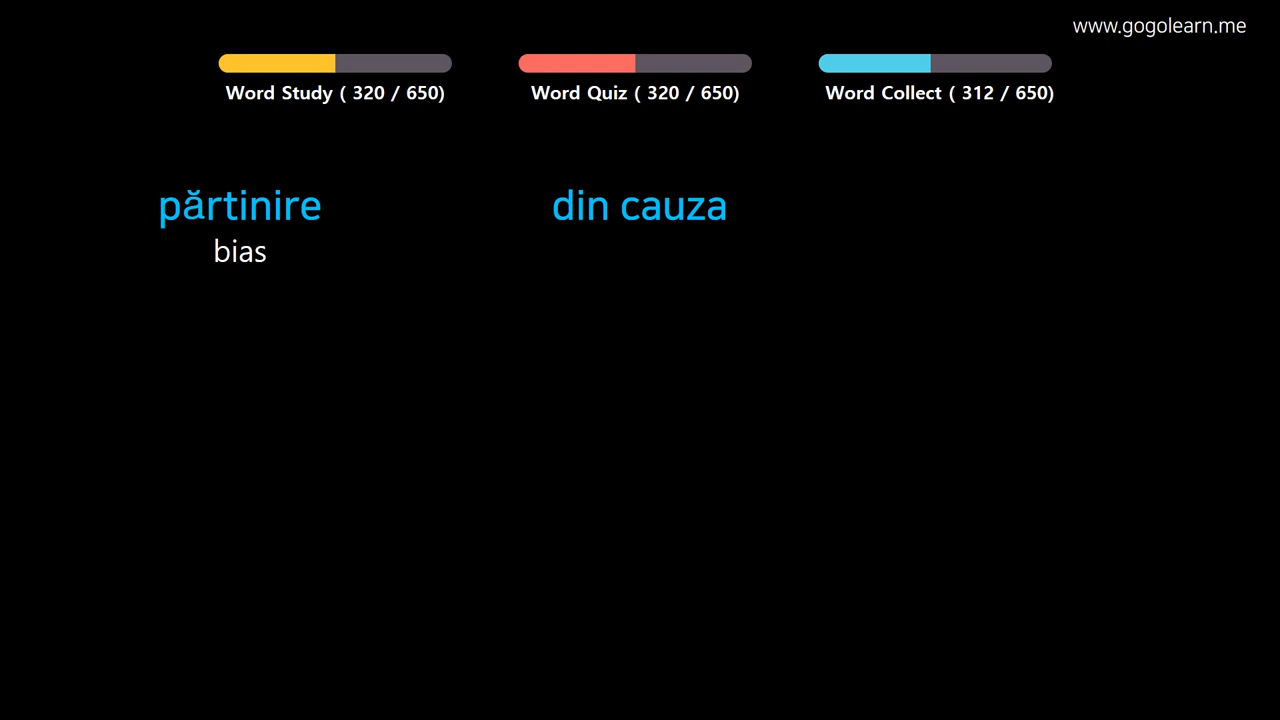 www.gogolearn.me
Word Study ( 320 / 650)
Word Quiz ( 320 / 650)
Word Collect ( 312 / 650)
părtinire
din cauza
bias